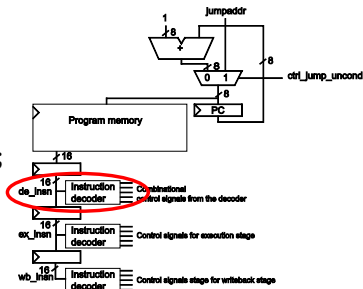 jumpaddr
1
8
+
8
8
0 1
ctrl_jump_uncond
8
PC
Program memory
16
16
de_insn
Instruction
decoder
Combinational
control signals from the decoder
16
ex_insn
Instruction
decoder
Control signals for execution stage
16
wb_insn
Instruction
decoder
Control signals stage for writeback stage